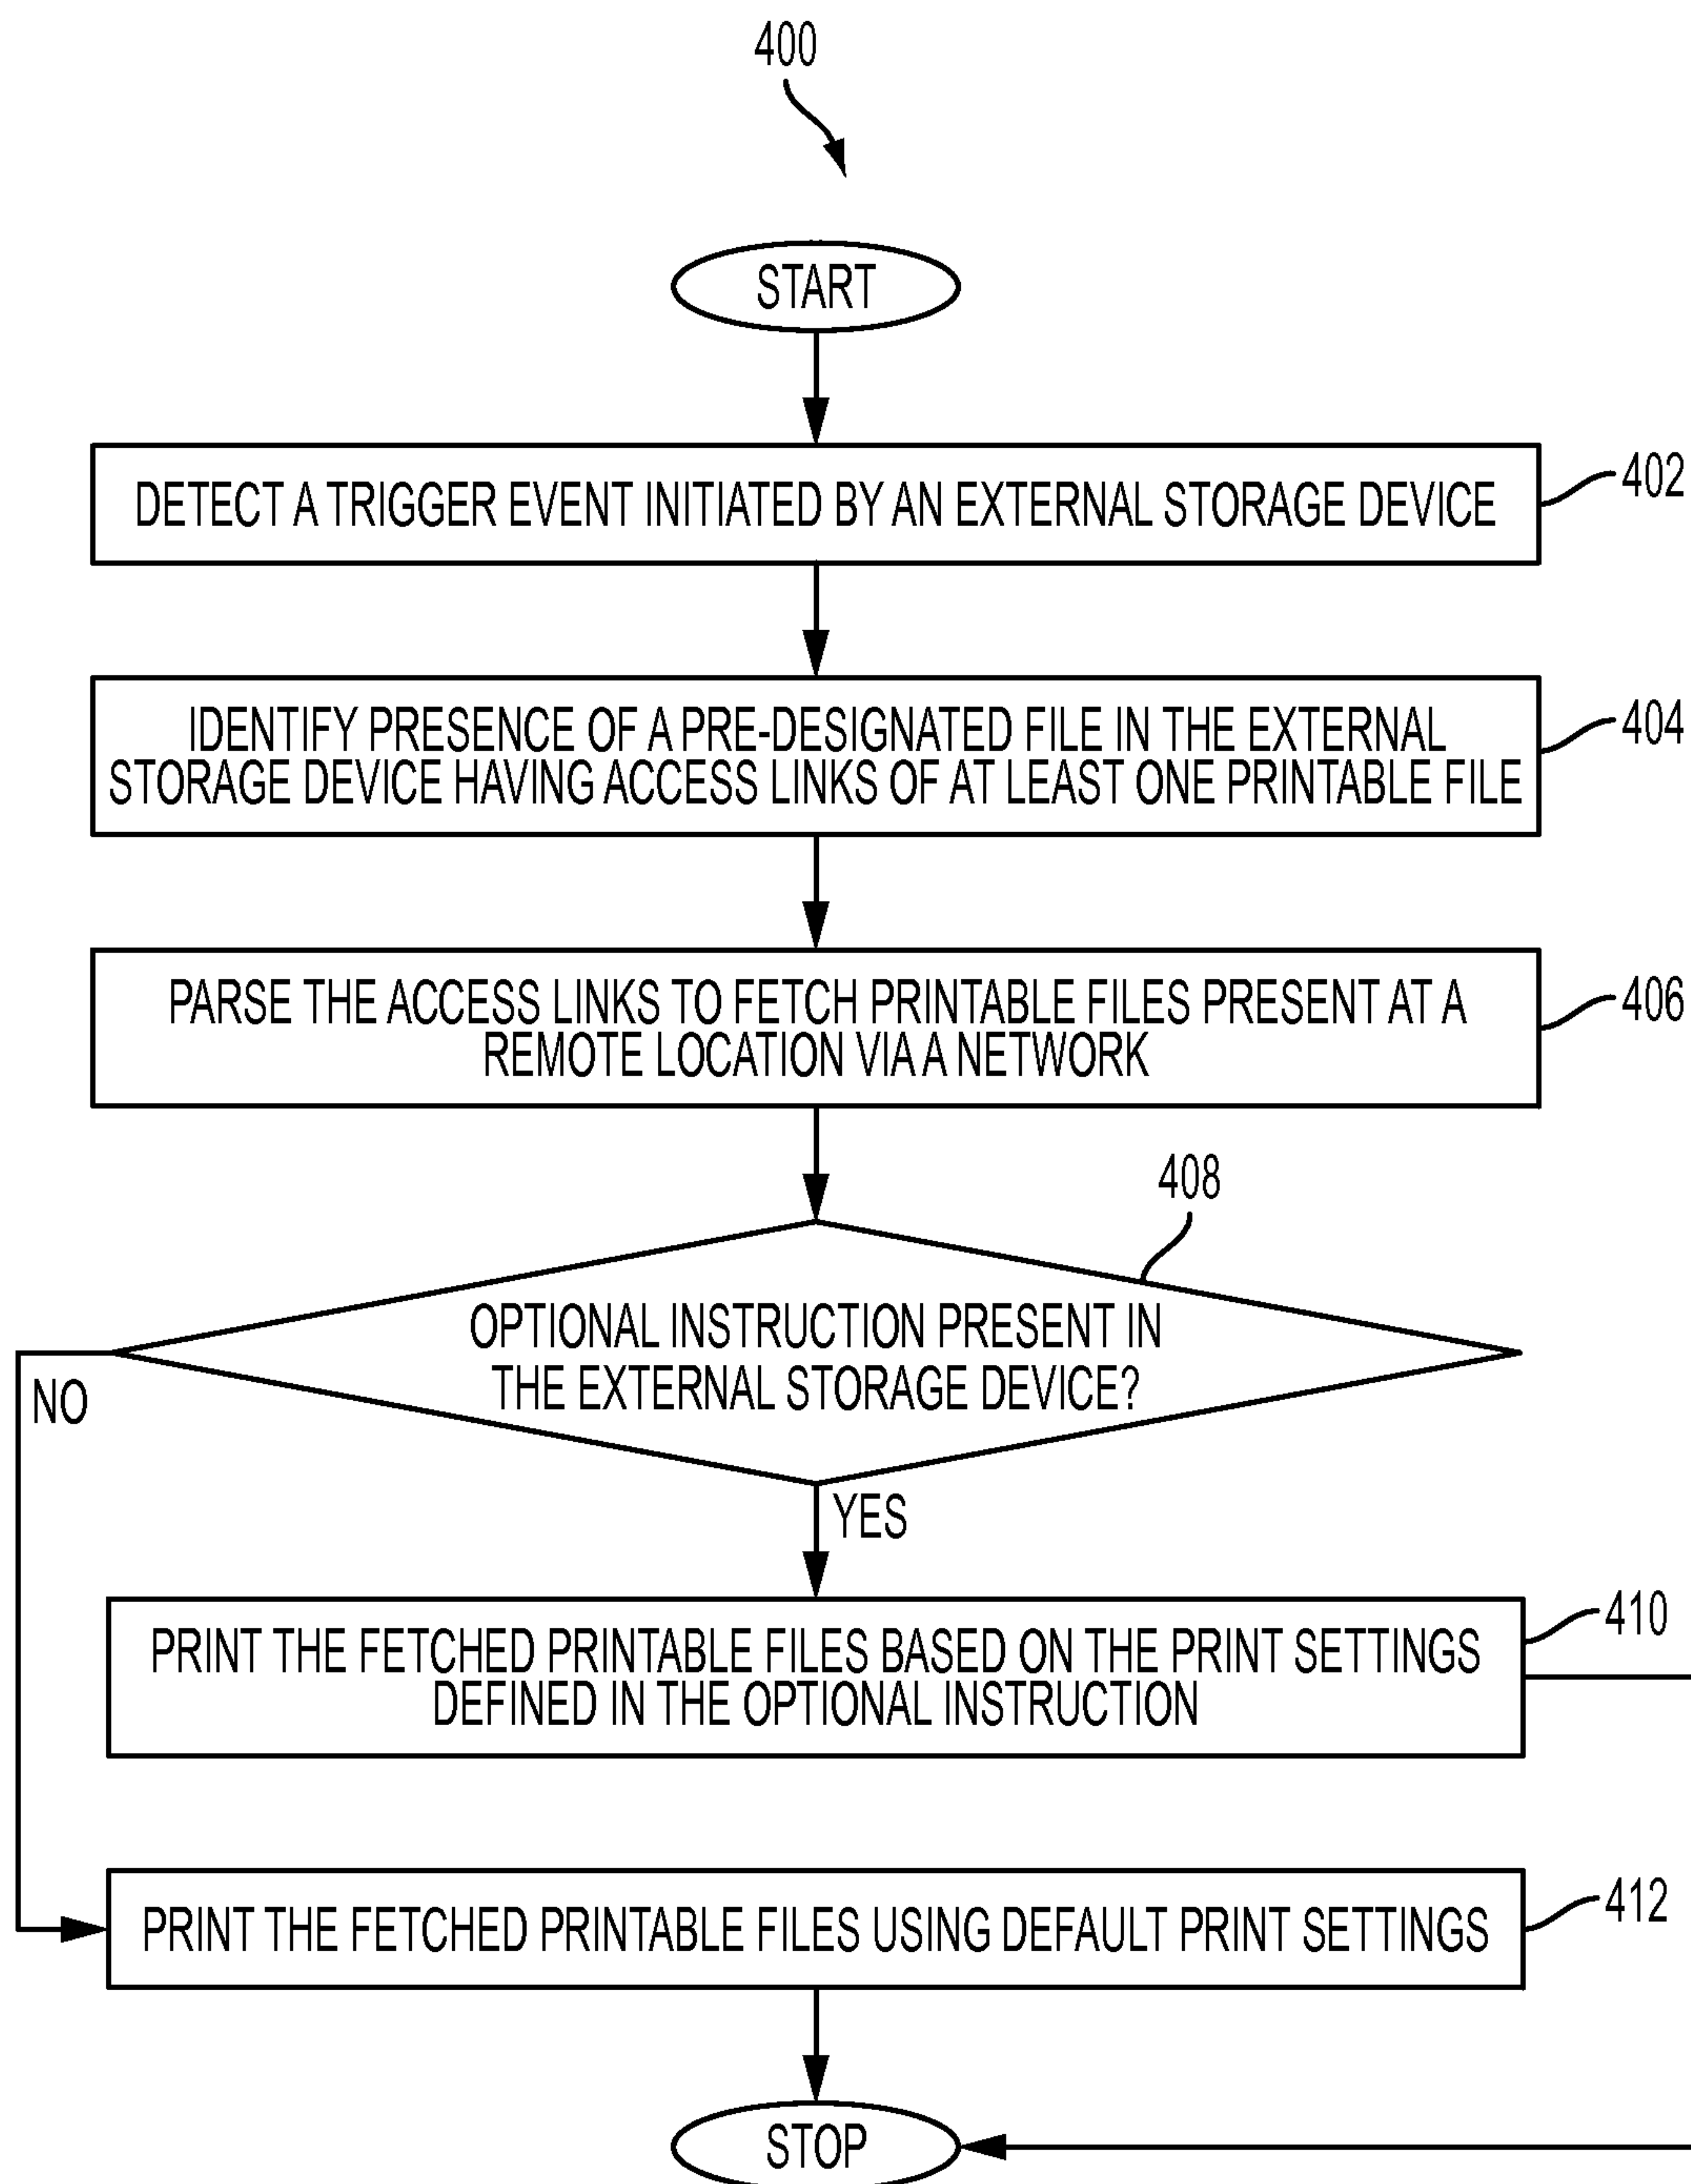 400
START
DETECT A TRIGGER EVENT INITIATED BY AN EXTERNAL STORAGE DEVICE
402
IDENTIFY PRESENCE OF A PRE-DESIGNATED FILE IN THE EXTERNAL
STORAGE DEVICE HAVING ACCESS LINKS OF AT LEAST ONE PRINTABLE FILE
404
PARSE THE ACCESS LINKS TO FETCH PRINTABLE FILES PRESENT AT A
REMOTE LOCATION VIA A NETWORK
406
408
OPTIONAL INSTRUCTION PRESENT IN
THE EXTERNAL STORAGE DEVICE?
NO
YES
PRINT THE FETCHED PRINTABLE FILES BASED ON THE PRINT SETTINGS
DEFINED IN THE OPTIONAL INSTRUCTION
410
PRINT THE FETCHED PRINTABLE FILES USING DEFAULT PRINT SETTINGS
412
STOP